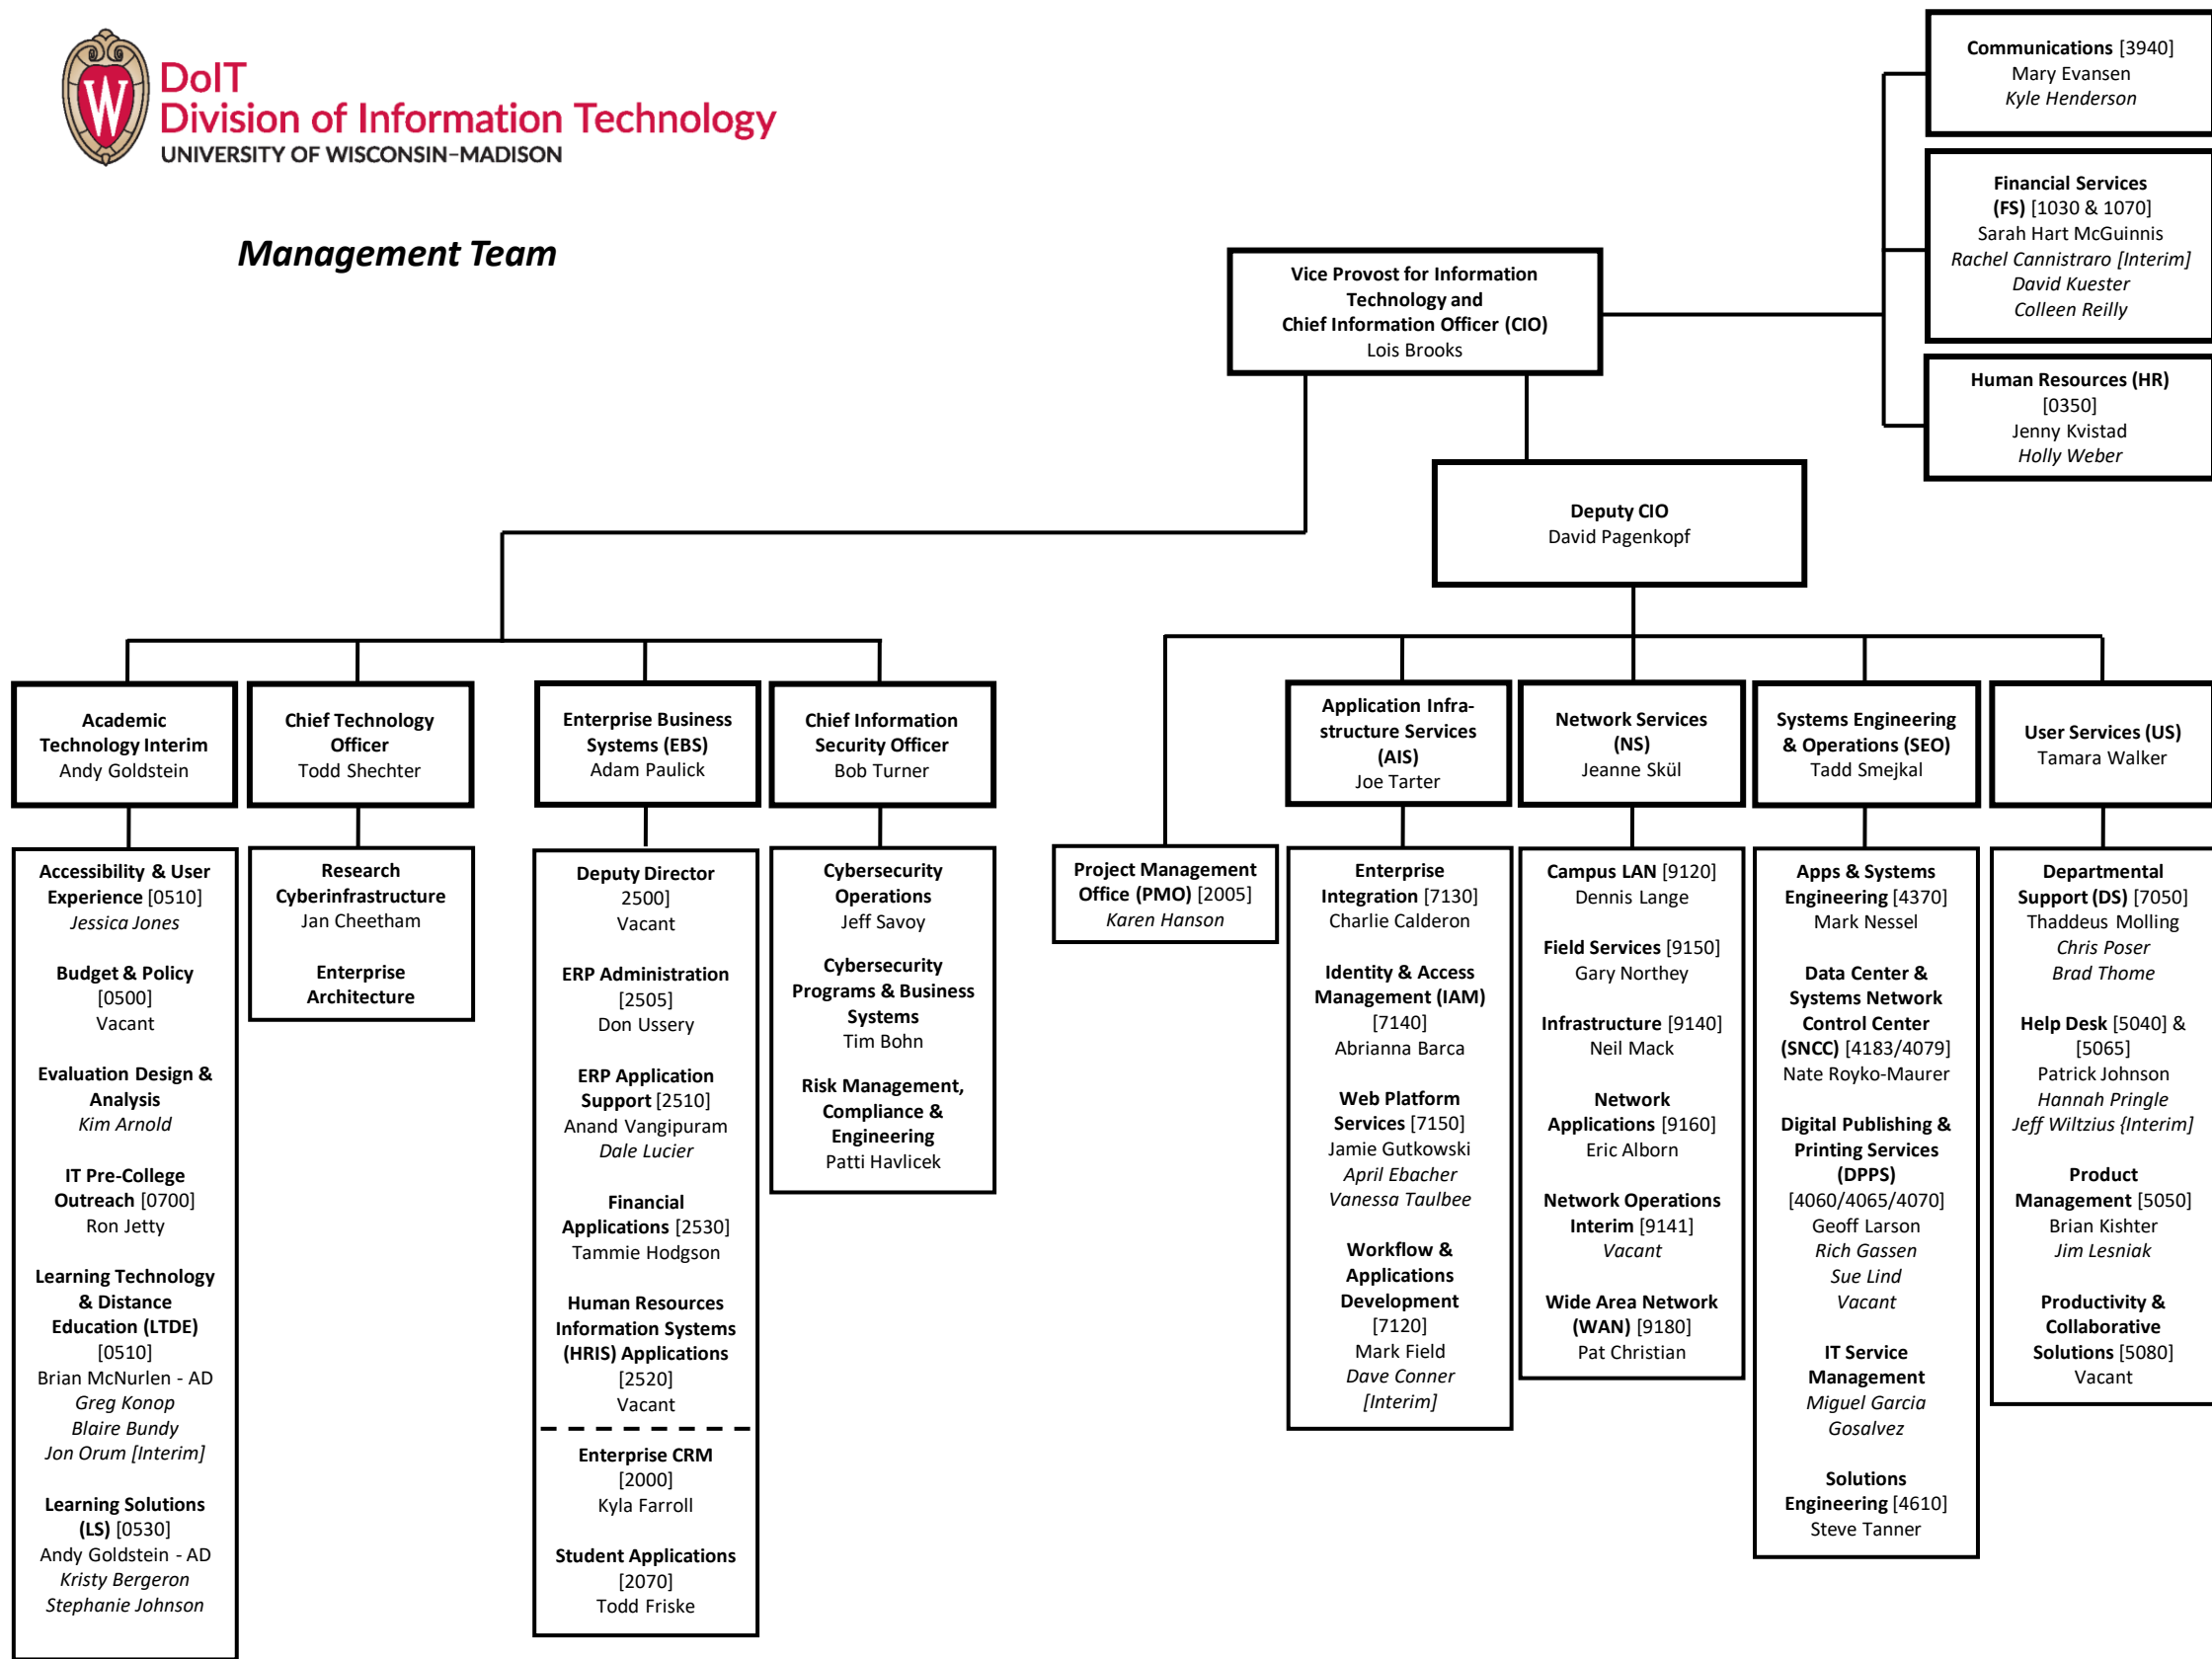 DoIT
Division of Information Technology
UNIVERSITY OF WISCONSIN–MADISON
Management Team
Communications [3940]
Mary Evansen
Kyle Henderson
Financial Services
(FS) [1030 & 1070]
Sarah Hart McGuinnis
Rachel Cannistraro [Interim]
David Kuester
Colleen Reilly
Human Resources (HR)
[0350]
Jenny Kvistad
Holly Weber
Vice Provost for Information
Technology and
Chief Information Officer (CIO)
Lois Brooks
Deputy CIO
David Pagenkopf
Academic
Technology Interim
Andy Goldstein
Chief Technology
Officer
Todd Shechter
Enterprise Business
Systems (EBS)
Adam Paulick
Chief Information
Security Officer
Bob Turner
Application Infra-
structure Services
(AIS)
Joe Tarter
Network Services
(NS)
Jeanne Skül
Systems Engineering
& Operations (SEO)
Tadd Smejkal
User Services (US)
Tamara Walker
Accessibility & User
Experience [0510]
Jessica Jones
Budget & Policy
[0500]
Vacant
Evaluation Design &
Analysis
Kim Arnold
IT Pre-College
Outreach [0700]
Ron Jetty
Learning Technology
& Distance
Education (LTDE)
[0510]
Brian McNurlen - AD
Greg Konop
Blaire Bundy
Jon Orum [Interim]
Learning Solutions
(LS) [0530]
Andy Goldstein - AD
Kristy Bergeron
Stephanie Johnson
Research
Cyberinfrastructure
Jan Cheetham
Enterprise
Architecture
Deputy Director
2500]
Vacant
ERP Administration
[2505]
Don Ussery
ERP Application
Support [2510]
Anand Vangipuram
Dale Lucier
Financial
Applications [2530]
Tammie Hodgson
Human Resources
Information Systems
(HRIS) Applications
[2520]
Vacant
Enterprise CRM
[2000]
Kyla Farroll
Student Applications
[2070]
Todd Friske
Cybersecurity
Operations
Jeff Savoy
Cybersecurity
Programs & Business
Systems
Tim Bohn
Risk Management,
Compliance &
Engineering
Patti Havlicek
Project Management
Office (PMO) [2005]
Karen Hanson
Enterprise
Integration [7130]
Charlie Calderon
Identity & Access
Management (IAM)
[7140]
Abrianna Barca
Web Platform
Services [7150]
Jamie Gutkowski
April Ebacher
Vanessa Taulbee
Workflow &
Applications
Development
[7120]
Mark Field
Dave Conner
[Interim]
Campus LAN [9120]
Dennis Lange
Field Services [9150]
Gary Northey
Infrastructure [9140]
Neil Mack
Network
Applications [9160]
Eric Alborn
Network Operations
Interim [9141]
Vacant
Wide Area Network
(WAN) [9180]
Pat Christian
Apps & Systems
Engineering [4370]
Mark Nessel
Data Center &
Systems Network
Control Center
(SNCC) [4183/4079]
Nate Royko-Maurer
Digital Publishing &
Printing Services
(DPPS)
[4060/4065/4070]
Geoff Larson
Rich Gassen
Sue Lind
Vacant
IT Service
Management
Miguel Garcia
Gosalvez
Solutions
Engineering [4610]
Steve Tanner
Departmental
Support (DS) [7050]
Thaddeus Molling
Chris Poser
Brad Thome
Help Desk [5040] &
[5065]
Patrick Johnson
Hannah Pringle
Jeff Wiltzius {Interim]
Product
Management [5050]
Brian Kishter
Jim Lesniak
Productivity &
Collaborative
Solutions [5080]
Vacant